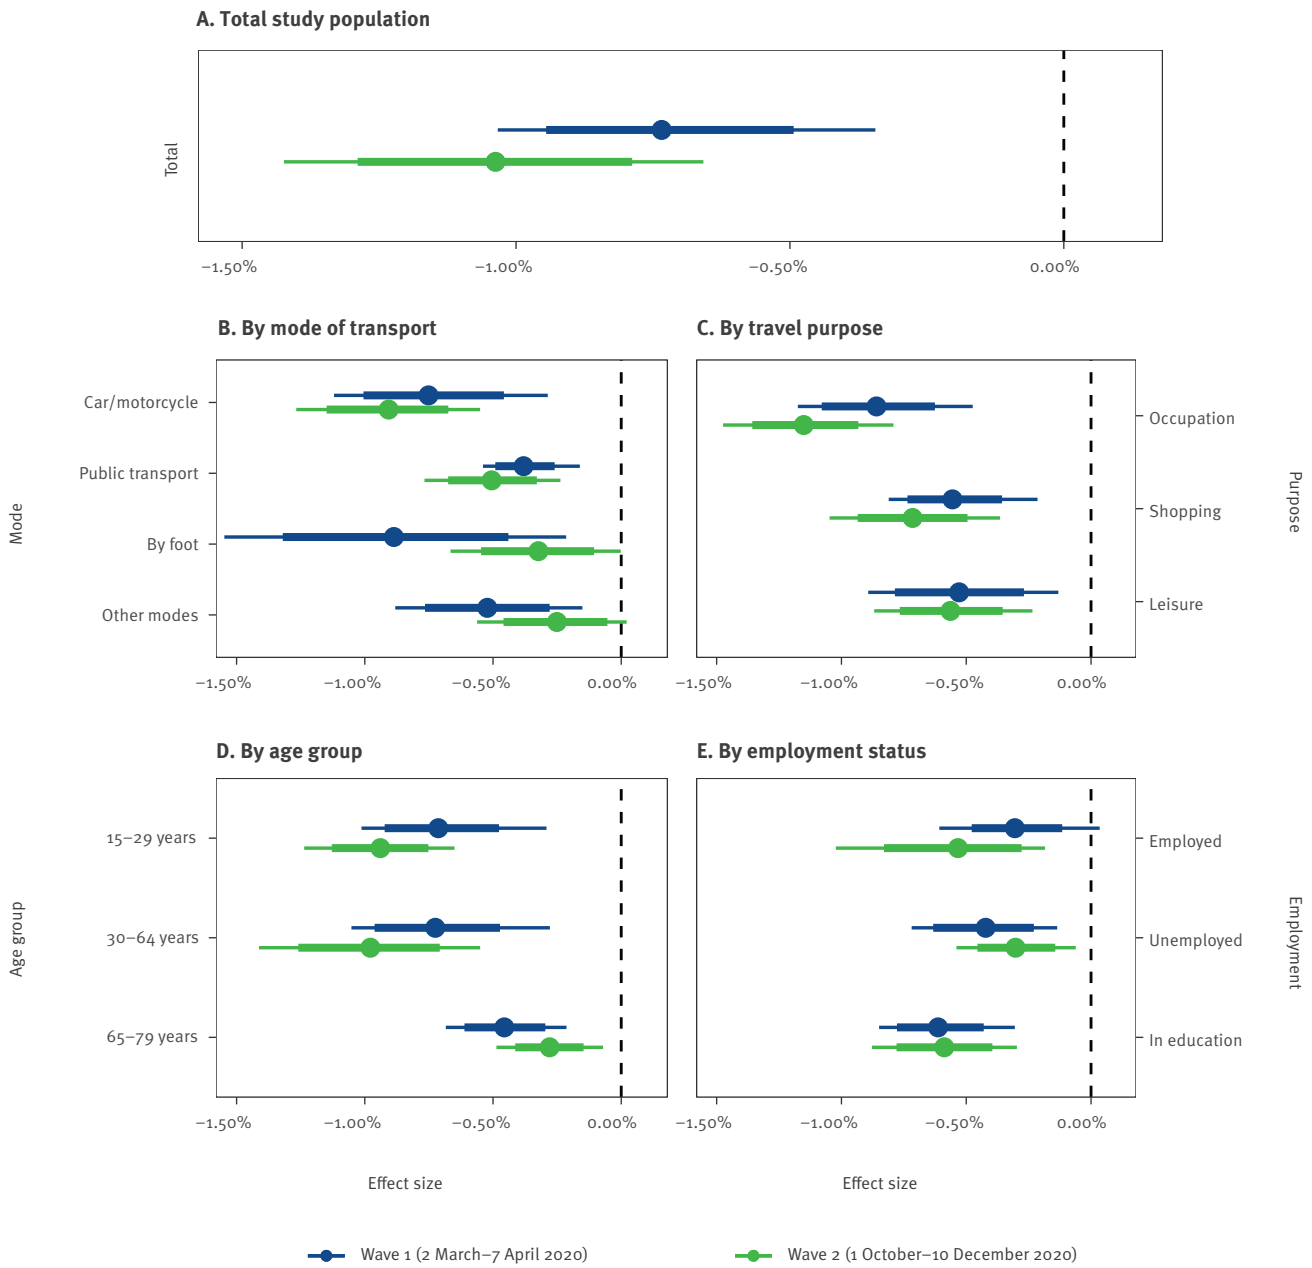 A. Total study population
Total
−1.50% −1.00% −0.50% 0.00%
B. By mode of transport
Mode
Car/motorcycle
Public transport
By foot
Other modes
−1.50% −1.00% −0.50% 0.00%
C. By travel purpose
Occupation
Shopping
Leisure
Purpose
−1.50% −1.00% −0.50% 0.00%
D. By age group
Age group
15–29 years
30–64 years
65–79 years
−1.50% −1.00% −0.50% 0.00%
Effect size
E. By employment status
Employed
Unemployed
In education
Employment
−1.50% −1.00% −0.50% 0.00%
Effect size
Wave 1 (2 March–7 April 2020)
Wave 2 (1 October–10 December 2020)